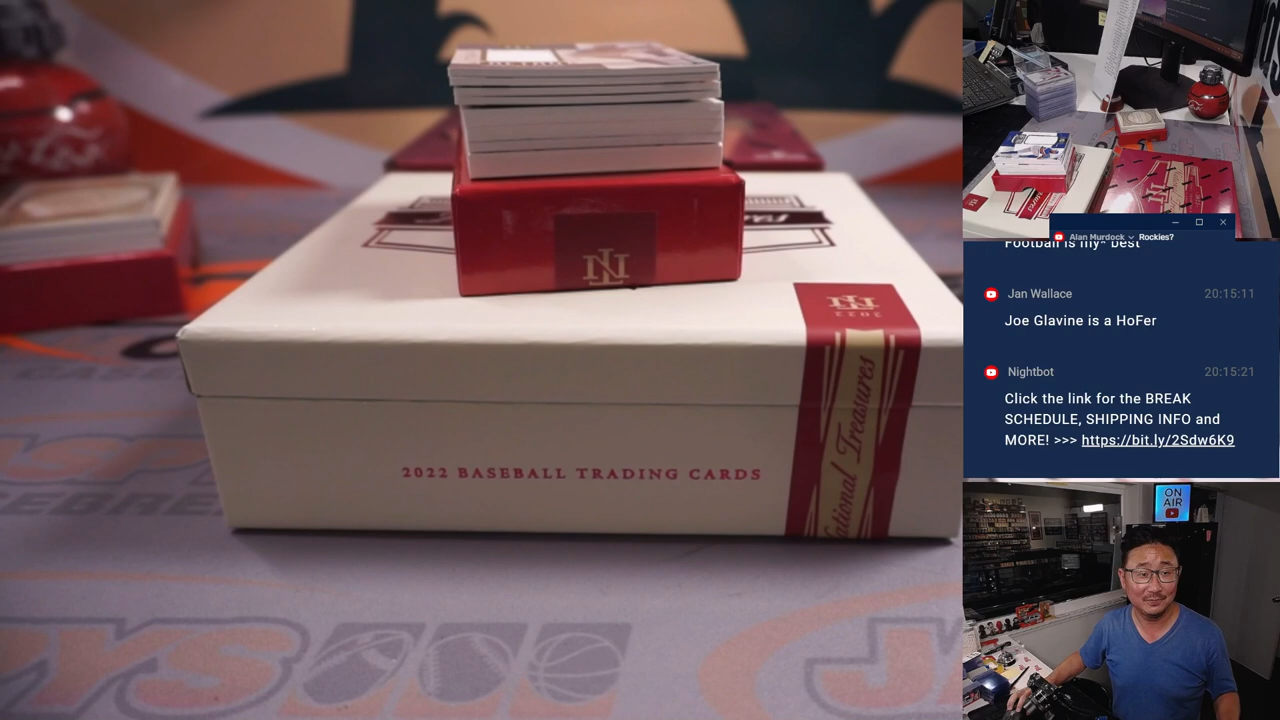 2022
National Treasures
2022 BASEBALL TRADING CARDS
Alan Murdock Rockies?
Football is my* best
Jan Wallace 20:15:11
Joe Glavine is a HoFer
Nightbot 20:15:21
Click the link for the BREAK
SCHEDULE, SHIPPING INFO and
MORE! >>> https://bit.ly/2Sdw6K9
ON
AIR